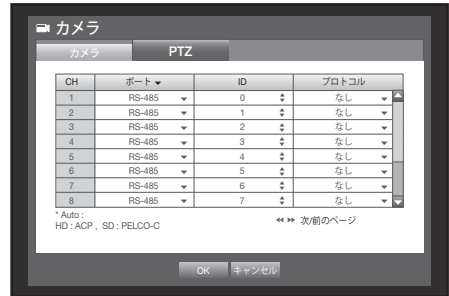 カメラ
カメラ PTZ
CH ポート ID プロトコル
1 RS-485 0 なし
2 RS-485 1 なし
3 RS-485 2 なし
4 RS-485 3 なし
5 RS-485 4 なし
6 RS-485 5 なし
7 RS-485 6 なし
8 RS-485 7 なし
* Auto :
HD : ACP , SD : PELCO-C 次/前のページ
OK キャンセル